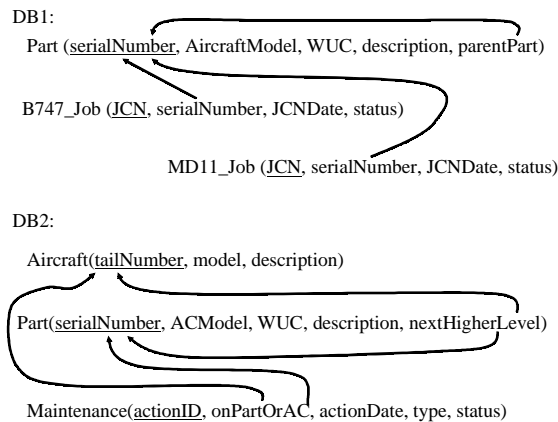 DB1:
Part (serialNumber, AircraftModel, WUC, description, parentPart)
B747_Job (JCN, serialNumber, JCNDate, status)
MD11_Job (JCN, serialNumber, JCNDate, status)
DB2:
Aircraft(tailNumber, model, description)
Part(serialNumber, ACModel, WUC, description, nextHigherLevel)
Maintenance(actionID, onPartOrAC, actionDate, type, status)